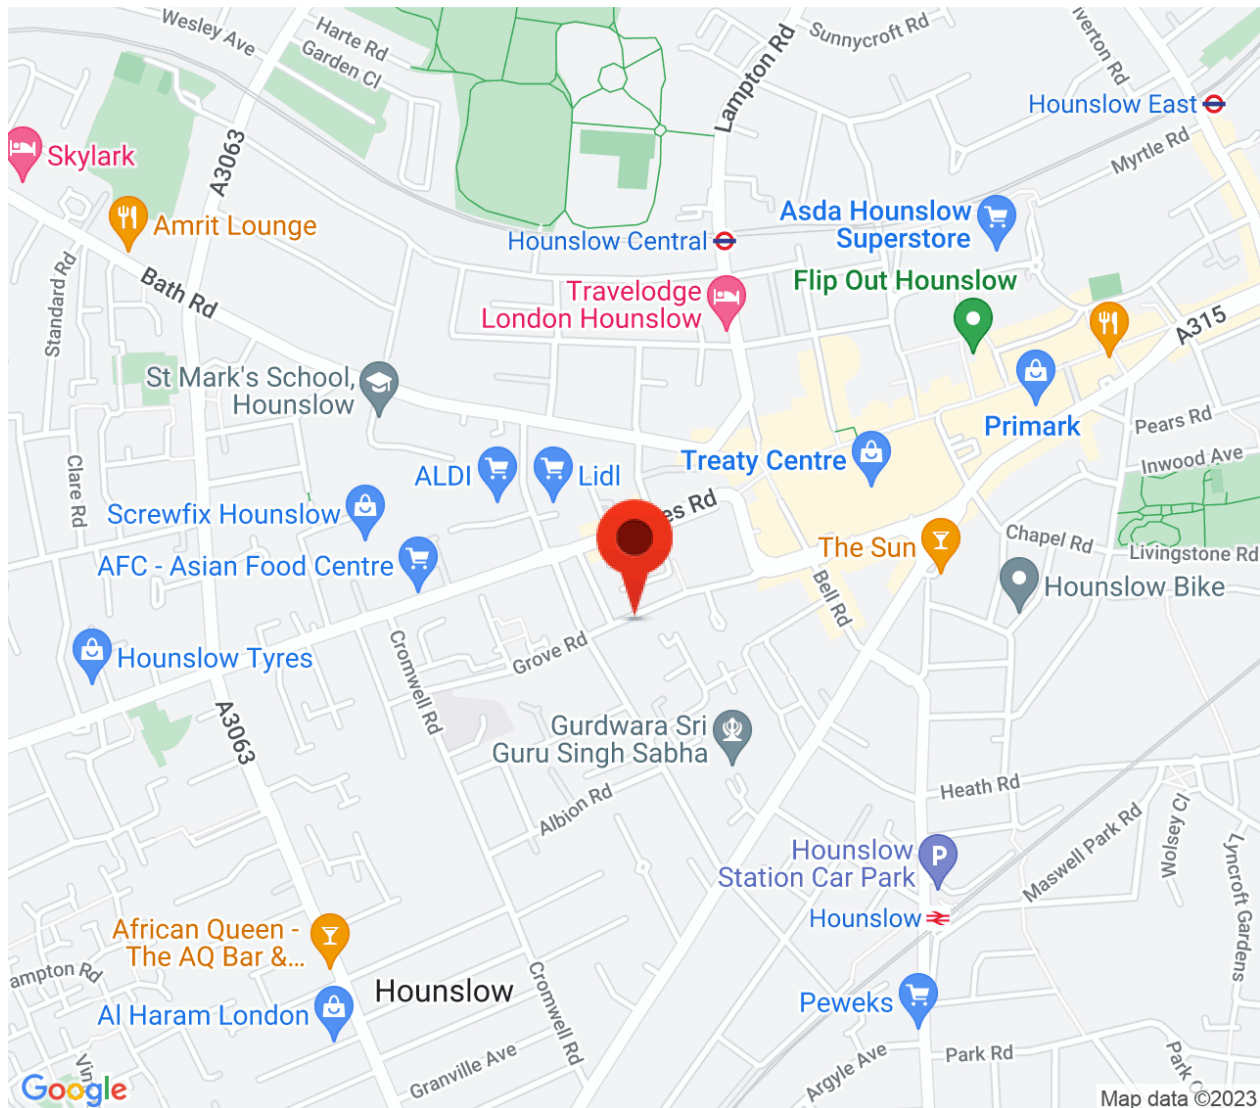 Wesley Ave
Harte Rd
Garden Cl
Lampton Rd
Sunnycroft Rd
Hounslow East
Myrtle Rd
A3063
Skylark
Amrit Lounge
Hounslow Central
Asda Hounslow
Superstore
Flip Out Hounslow
Travelodge
London Hounslow
Bath Rd
Standard Rd
A315
St Mark's School,
Hounslow
Primark
Pears Rd
Treaty Centre
Inwood Ave
Clare Rd
ALDI
Lidl
Screwfix Hounslow
AFC - Asian Food Centre
The Sun
Chapel Rd
Livingstone Rd
Hounslow Bike
Bell Rd
Hounslow Tyres
Grove Rd
Cromwell Rd
A3063
Gurdwara Sri
Guru Singh Sabha
Albion Rd
Heath Rd
Maswell Park Rd
Wolsey Cl
Lyncroft Gardens
Hounslow
Station Car Park
P
Hounslow
African Queen -
The AQ Bar &...
Hounslow
Al Haram London
Cromwell Rd
Peweks
Granville Ave
Argyle Ave
Park Rd
Google
Map data ©2023